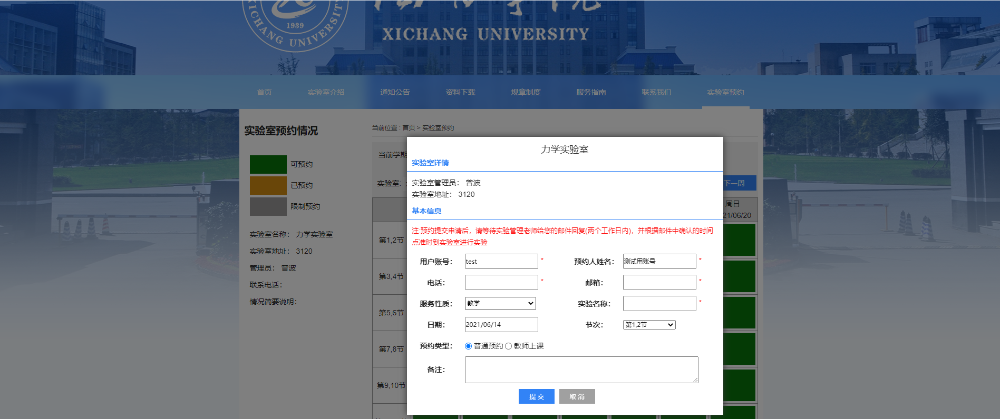 1939
XICHANG UNIVERSITY
XICHANG UNIVERSITY
首页 实验室介绍 通知公告 资料下载 规章制度 服务指南 联系我们 实验室预约
实验室预约情况
可预约
已预约
限制预约
实验室名称： 力学实验室
实验室地址： 3120
管理员： 曾波
联系电话：
情况简要说明：
当前位置 : 首页 > 实验室预约
当前学期
实验室:
下一周
周日
21/06/20
第1,2节
第3,4节
第5,6节
第7,8节
第9,10节
力学实验室
实验室详情
实验室管理员： 曾波
实验室地址： 3120
基本信息
注:预约提交申请后，请等待实验管理老师给您的邮件回复(两个工作日内)，并根据邮件中确认的时间
点准时到实验室进行实验
用户账号： test * 预约人姓名： 测试用账号 *
电话： * 邮箱： *
服务性质： 教学 实验名称： *
日期： 2021/06/14 节次： 第1,2节
预约类型： 普通预约 教师上课
备注：
提交 取消